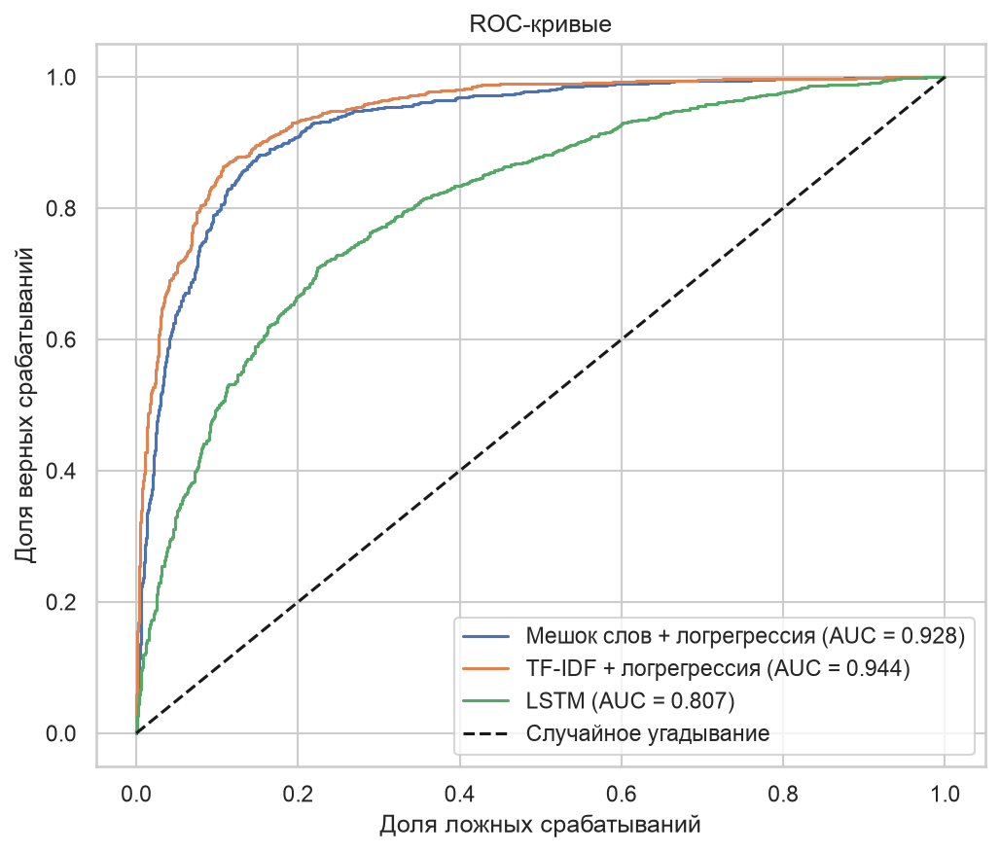 ROC-кривые
1.0
0.8
0.6
0.4
0.2
0.0
Доля верных срабатываний
Мешок слов + логрегрессия (AUC = 0.928)
TF-IDF + логрегрессия (AUC = 0.944)
LSTM (AUC = 0.807)
Случайное угадывание
0.0 0.2 0.4 0.6 0.8 1.0
Доля ложных срабатываний